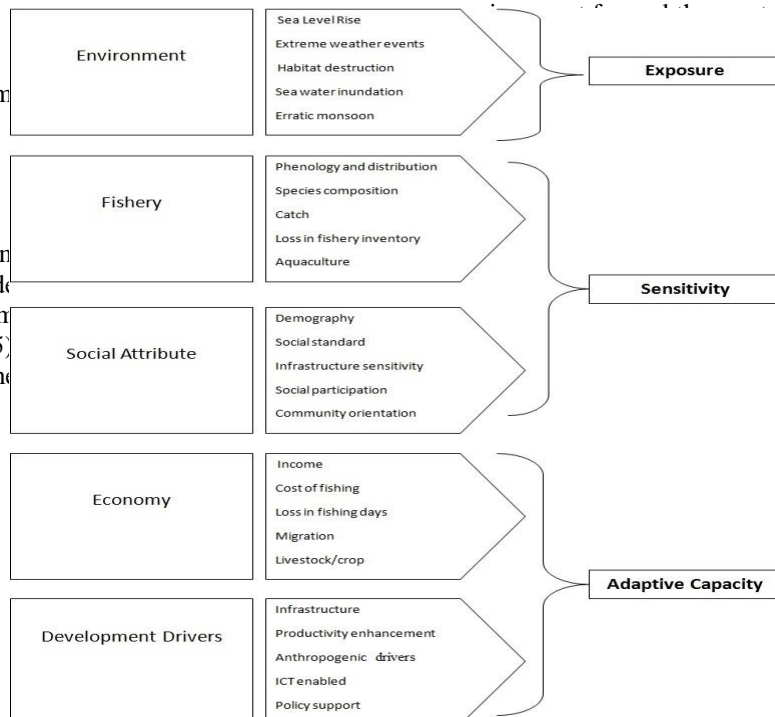 Environment
Sea Level Rise
Extreme weather events
Habitat destruction
Sea water inundation
Erratic monsoon
Exposure
Fishery
Phenology and distribution
Species composition
Catch
Loss in fishery inventory
Aquaculture
Sensitivity
Social Attribute
Demography
Social standard
Infrastructure sensitivity
Social participation
Community orientation
Economy
Income
Cost of fishing
Loss in fishing days
Migration
Livestock/crop
Adaptive Capacity
Development Drivers
Infrastructure
Productivity enhancement
Anthropogenic drivers
ICT enabled
Policy support